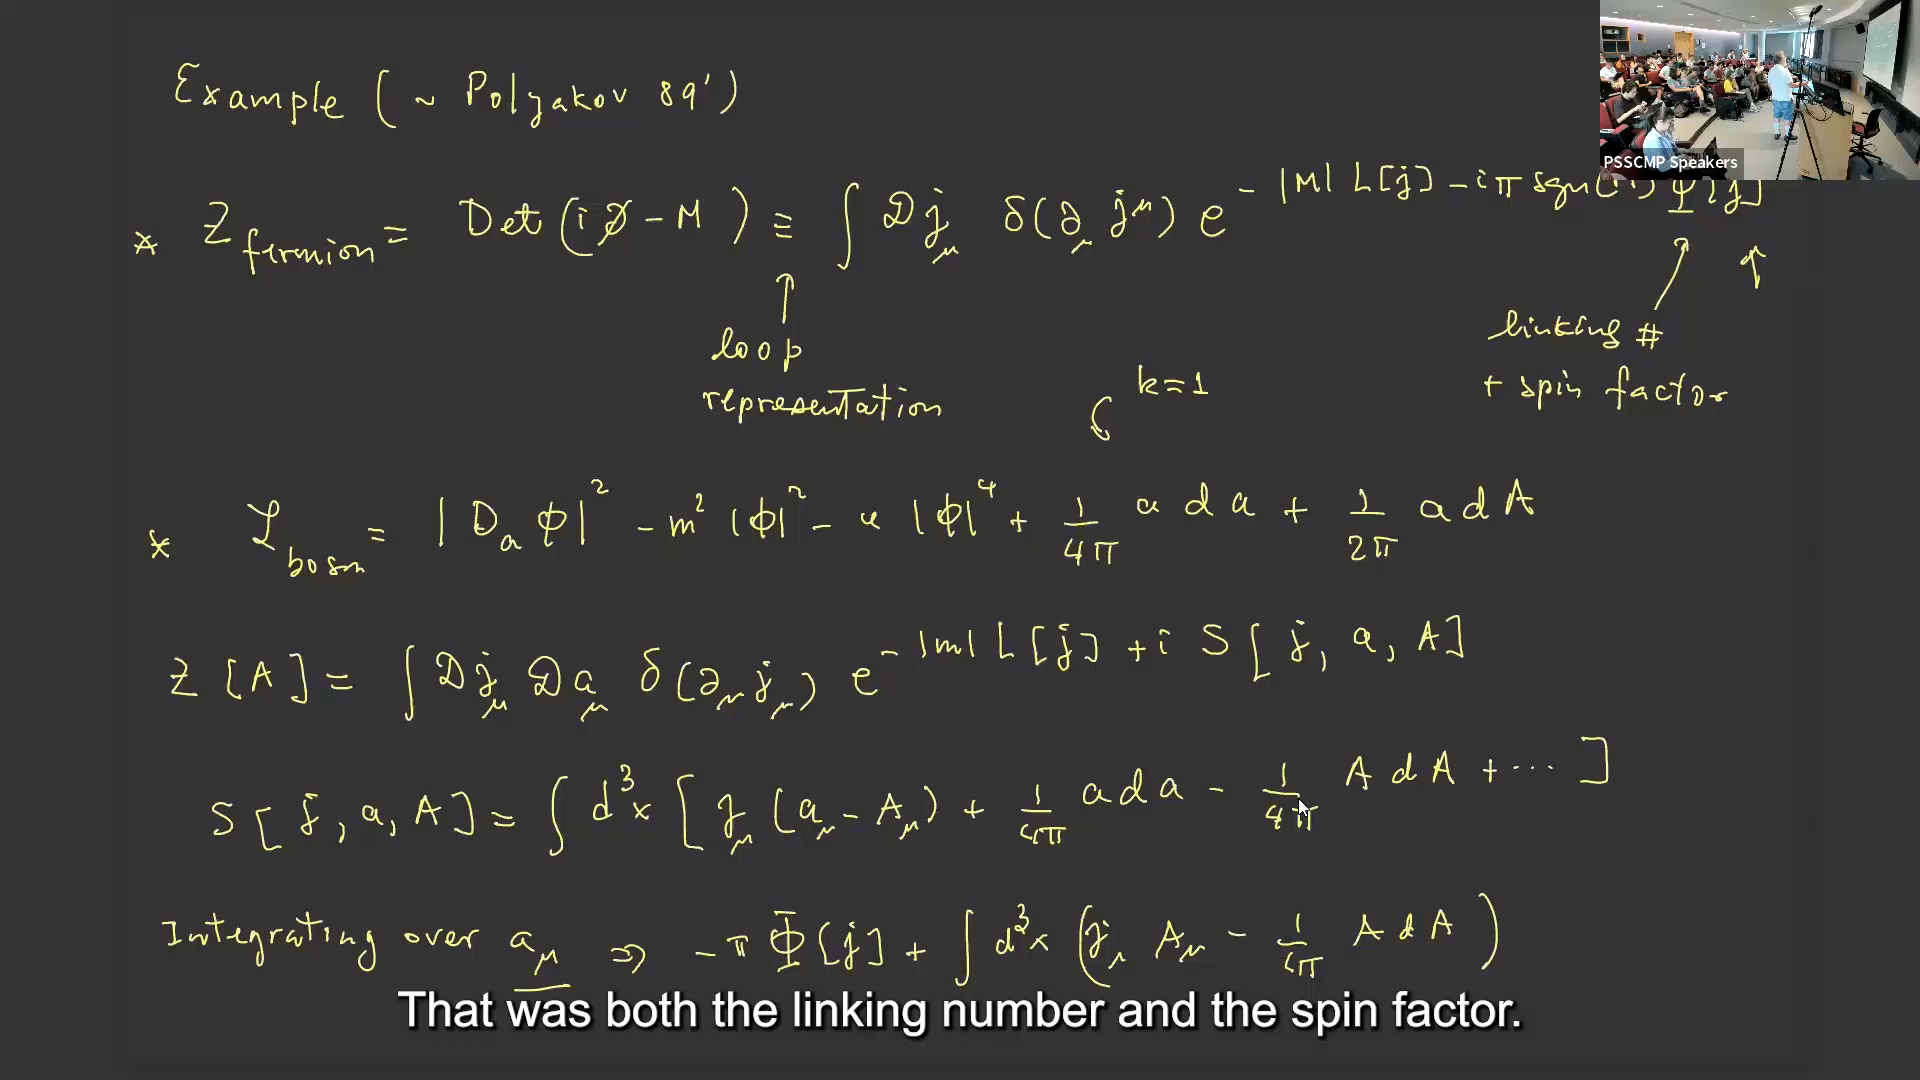 Example ( ~ Polyakov 89')
PSSCMP Speakers
* Z_fermion = Det (i∂̸ - M) ≡ ∫ Dj_μ δ(∂_μ j^μ) e^{-|M| L[j] - iπ sgn( ) Φ[j]}
↑ loop representation
linking #
+ spin factor
k=1
* ℒ_boson = |D_a φ|² - m² |φ|² - u |φ|⁴ + 1/4π a d a + 1/2π a d A
Z [A] = ∫ Dj_μ Da_μ δ(∂_μ j_μ) e^{-|m| L[j] + i S[j, a, A]}
S[j, a, A] = ∫ d³x [ j_μ (a_μ - A_μ) + 1/4π a d a - 1/4π A d A + ··· ]
Integrating over a_μ ⇒ - π Φ[j] + ∫ d³x (j_μ A_μ - 1/4π A d A)
That was both the linking number and the spin factor.